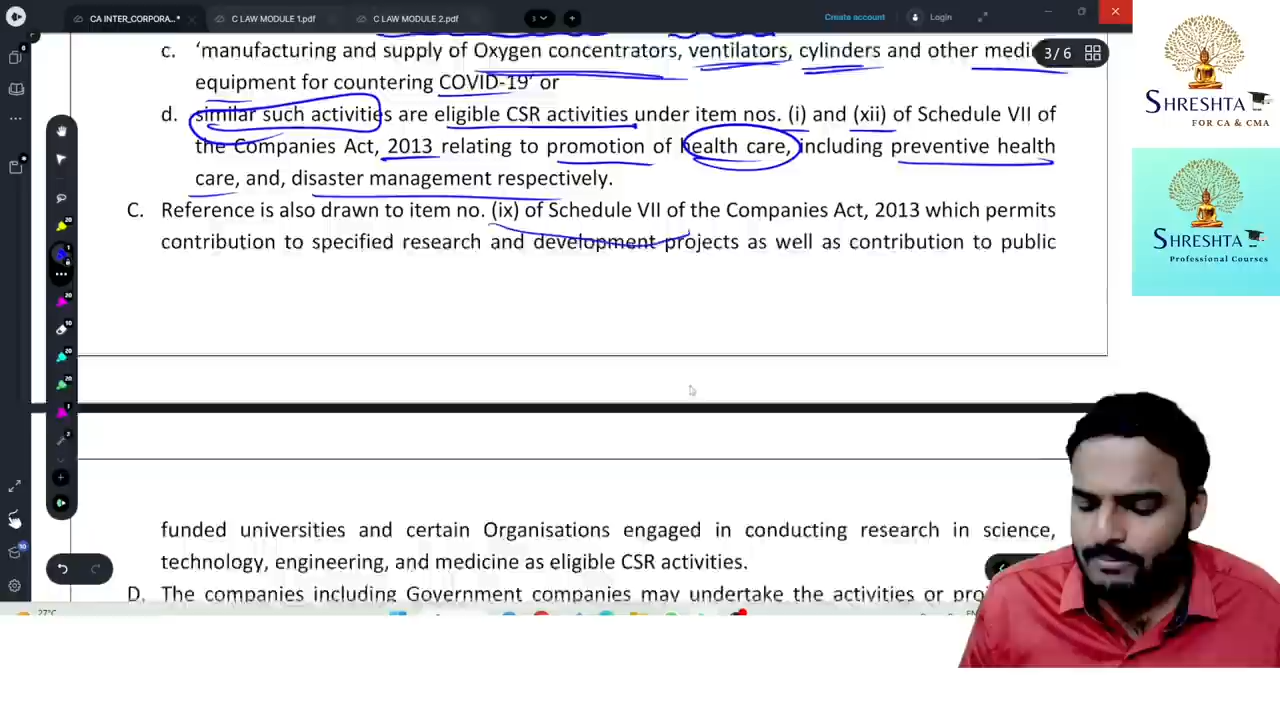 CA INTER_CORPORA...*
C LAW MODULE 1.pdf
C LAW MODULE 2.pdf
3
Create account
Login
3/6
c. ‘manufacturing and supply of Oxygen concentrators, ventilators, cylinders and other medi
equipment for countering COVID-19’ or
d. similar such activities are eligible CSR activities under item nos. (i) and (xii) of Schedule VII of
the Companies Act, 2013 relating to promotion of health care, including preventive health
care, and, disaster management respectively.
C. Reference is also drawn to item no. (ix) of Schedule VII of the Companies Act, 2013 which permits
contribution to specified research and development projects as well as contribution to public
funded universities and certain Organisations engaged in conducting research in science,
technology, engineering, and medicine as eligible CSR activities.
D. The companies including Government companies may undertake the activities or pro
27°C
SHRESHTA
FOR CA & CMA
SHRESHTA
Professional Courses